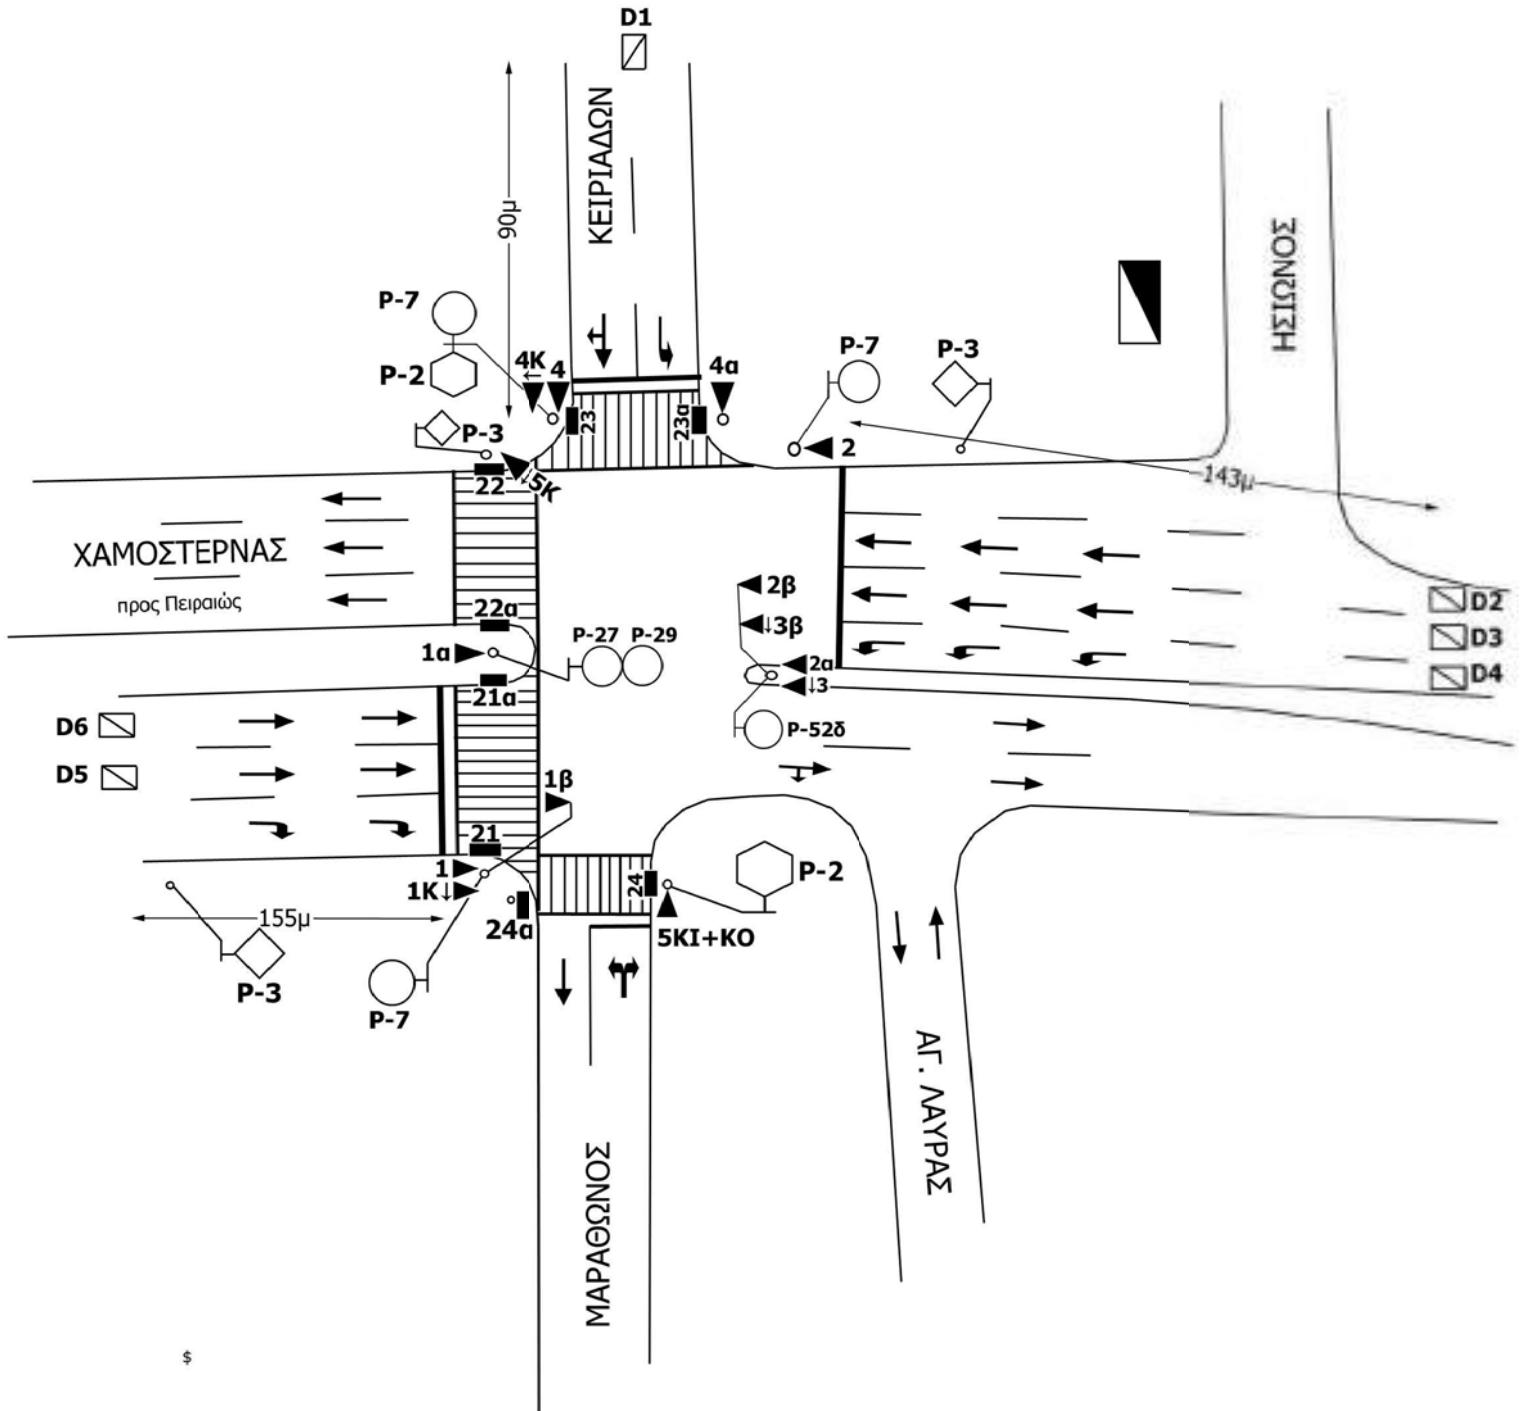 D1
ΚΕΙΡΙΑΔΩΝ
90μ
ΗΣΙΩΝΟΣ
P-7
P-2
4K
←
4
4α
P-7
P-3
P-3
23
23α
2
143μ
22
↓5K
ΧΑΜΟΣΤΕΡΝΑΣ
προς Πειραιώς
22α
1α
P-27
P-29
2β
↓3β
2α
↓3
D2
D3
D4
21α
D6
D5
P-52δ
1β
21
1
1K↓
24
P-2
155μ
24α
5KI+KO
P-3
P-7
ΑΓ. ΛΑΥΡΑΣ
ΜΑΡΑΘΩΝΟΣ
$